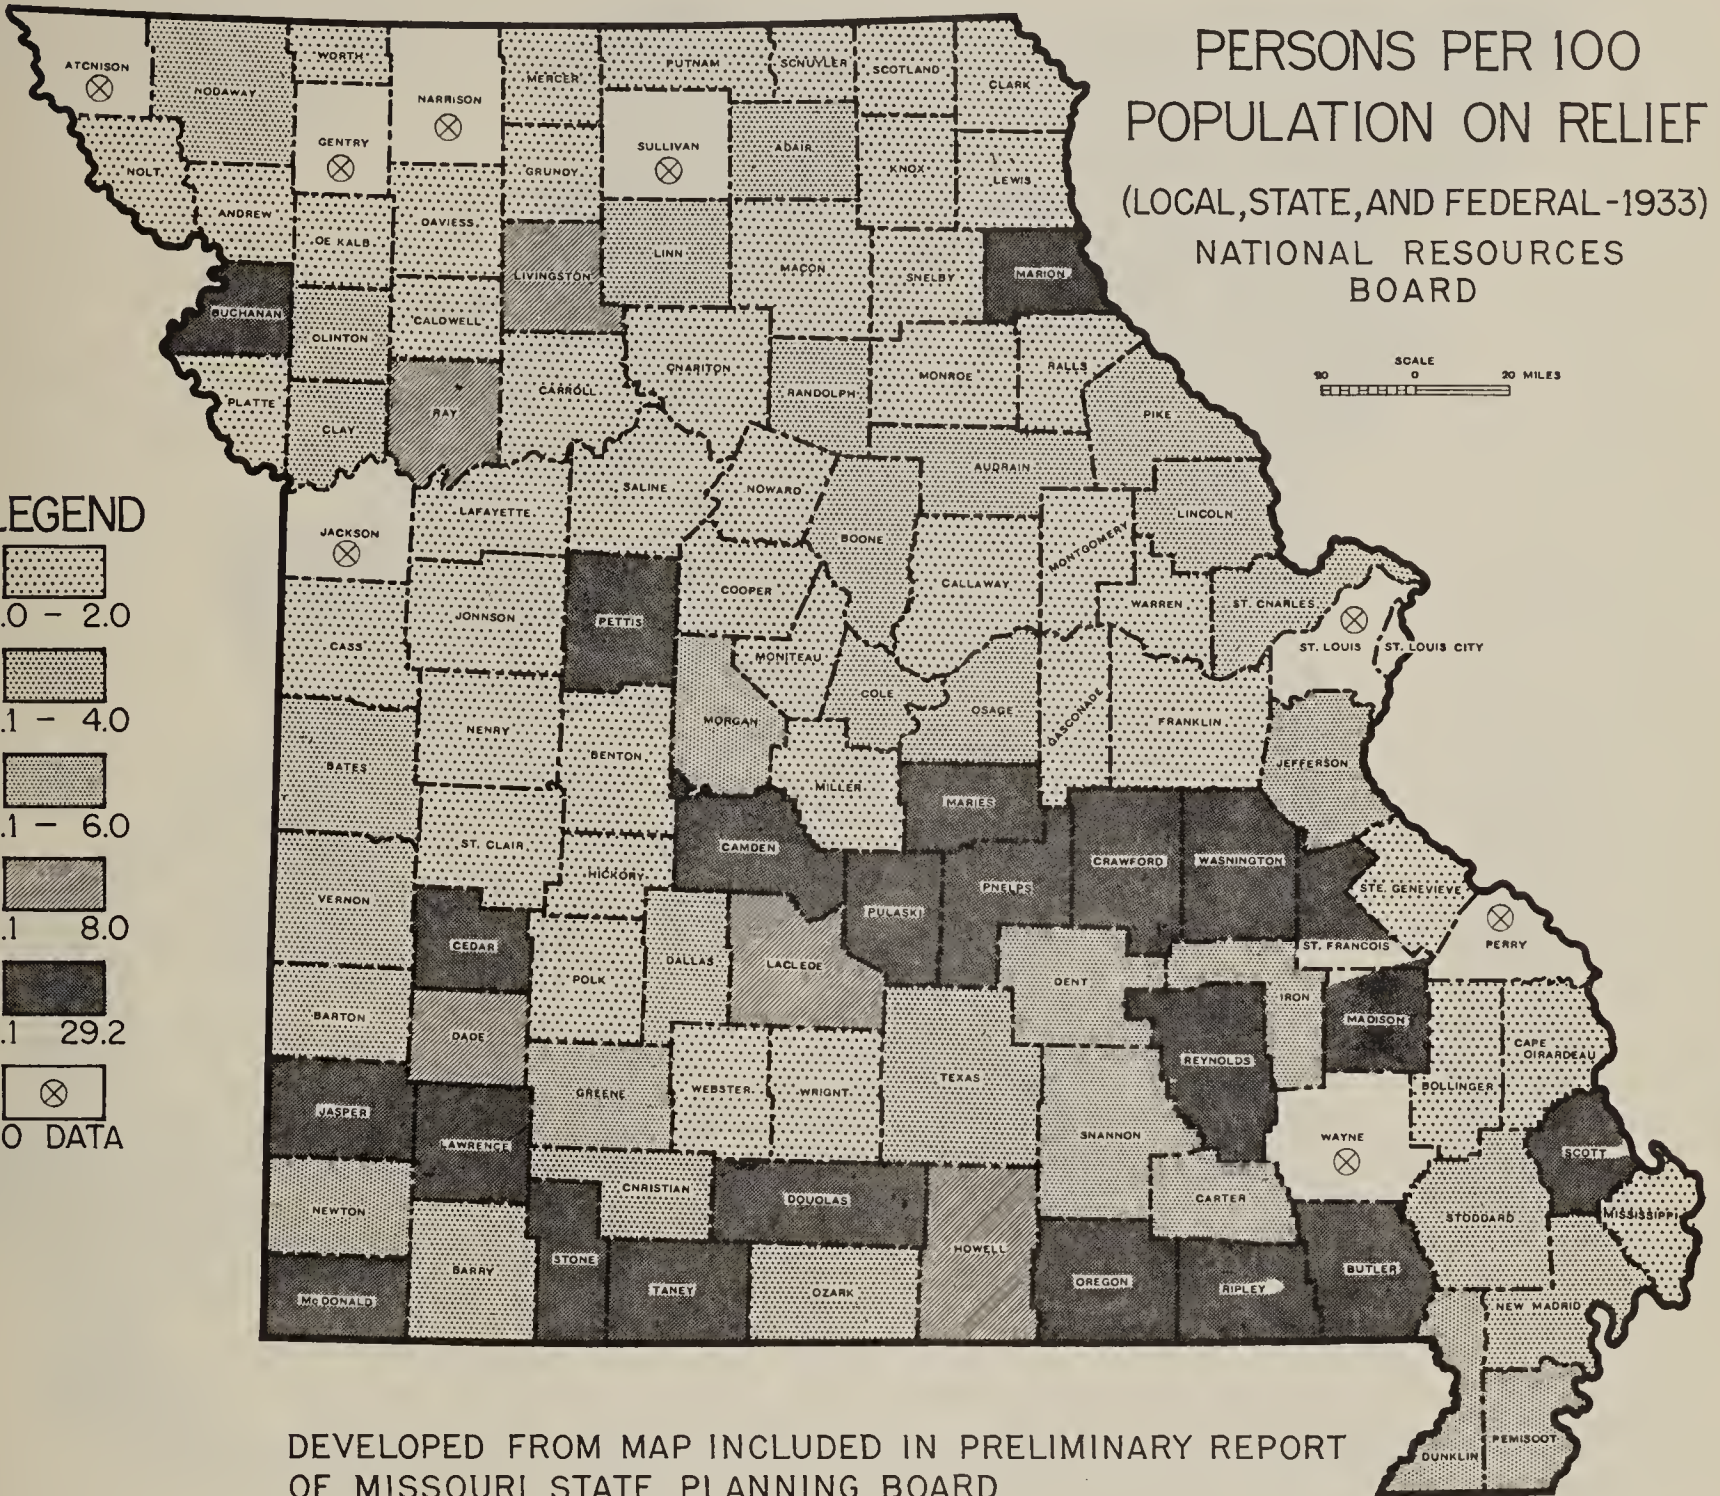 PERSONS PER 100
POPULATION ON RELIEF
(LOCAL, STATE, AND FEDERAL-1933)
NATIONAL RESOURCES
BOARD
SCALE
20 0 20 MILES
ATCNISON
NODAWAY
WORTH
NARRISON
MERCER
PUTNAM
SCNUYLER
SCOTLAND
CLARK
GENTRY
SULLIVAN
ADAIR
KNOX
LEWIS
NOLT
ANDREW
DE KALB
DAVIESS
GRUNDY
LIVINGSTON
LINN
MACON
SNELBY
MARION
BUCHANAN
CLINTON
CALDWELL
CARROLL
CNARITON
RANDOLPH
MONROE
RALLS
PIKE
PLATTE
CLAY
RAY
LEGEND
.0 - 2.0
.1 - 4.0
.1 - 6.0
.1 8.0
.1 29.2
O DATA
JACKSON
LAFAYETTE
SALINE
NOWARD
BOONE
AUDRAIN
CALLAWAY
MONTGOMERY
LINCOLN
WARREN
ST. CHARLES
ST. LOUIS
ST. LOUIS CITY
CASS
JONNSON
PETTIS
COOPER
MONITEAU
COLE
OSAGE
GASCONADE
FRANKLIN
JEFFERSON
BATES
NENRY
BENTON
MORGAN
MILLER
MARIES
CAMDEN
PULASKI
PNELPS
CRAWFORD
WASNINGTON
STE. GENEVIEVE
ST. FRANCOIS
PERRY
VERNON
ST. CLAIR
HICKORY
CEDAR
POLK
DALLAS
LACLEDE
DENT
IRON
MADISON
BARTON
DADE
GREENE
WEBSTER
WRIGNT
TEXAS
REYNOLDS
SNANNON
BOLLINGER
CAPE
GIRARDEAU
JASPER
LAWRENCE
CNRISTIAN
DOUGLAS
CARTER
WAYNE
SCOTT
STODDARD
MISSISSIPPI
NEWTON
BARRY
STONE
TANEY
OZARK
HOWELL
OREGON
RIPLEY
BUTLER
NEW MADRID
McDONALD
DUNKLIN
PEMISCOT
DEVELOPED FROM MAP INCLUDED IN PRELIMINARY REPORT
OF MISSOURI STATE PLANNING BOARD